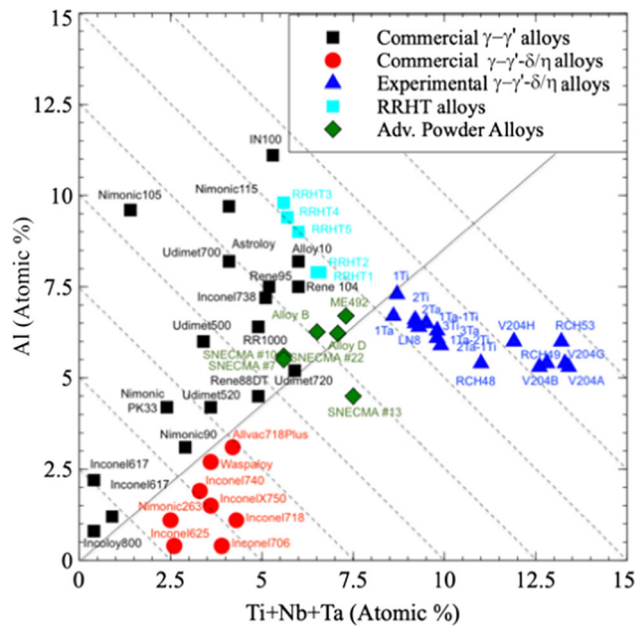 Commercial γ–γ' alloys
Commercial γ–γ'-δ/η alloys
Experimental γ–γ'-δ/η alloys
RRHT alloys
Adv. Powder Alloys
15
12.5
10
7.5
5
2.5
0
Al (Atomic %)
IN100
Nimonic105
Nimonic115
RRHT3
RRHT4
RRHT5
Udimet700
Astroloy
Alloy10
RRHT2
RRHT1
Rene95
Rene 104
Inconel738
ME492
1Ti
Alloy B
2Ti
2Ta
1Ta-1Ti
1Ta
3Ti
3Ta
LN8
1Ta-2Ti
2Ta-1Ti
V204H
RCH53
Udimet500
RR1000
Alloy D
SNECMA #10
SNECMA #22
SNECMA #7
RCH49
V204G
RCH48
V204B
V204A
Rene88DT
Udimet720
Nimonic
PK33
Udimet520
SNECMA #13
Nimonic90
Allvac718Plus
Waspaloy
Inconel617
Inconel617
Inconel740
Nimonic263
InconelX750
Inconel718
Inconel625
Incoloy800
Inconel706
0
2.5
5
7.5
10
12.5
15
Ti+Nb+Ta (Atomic %)